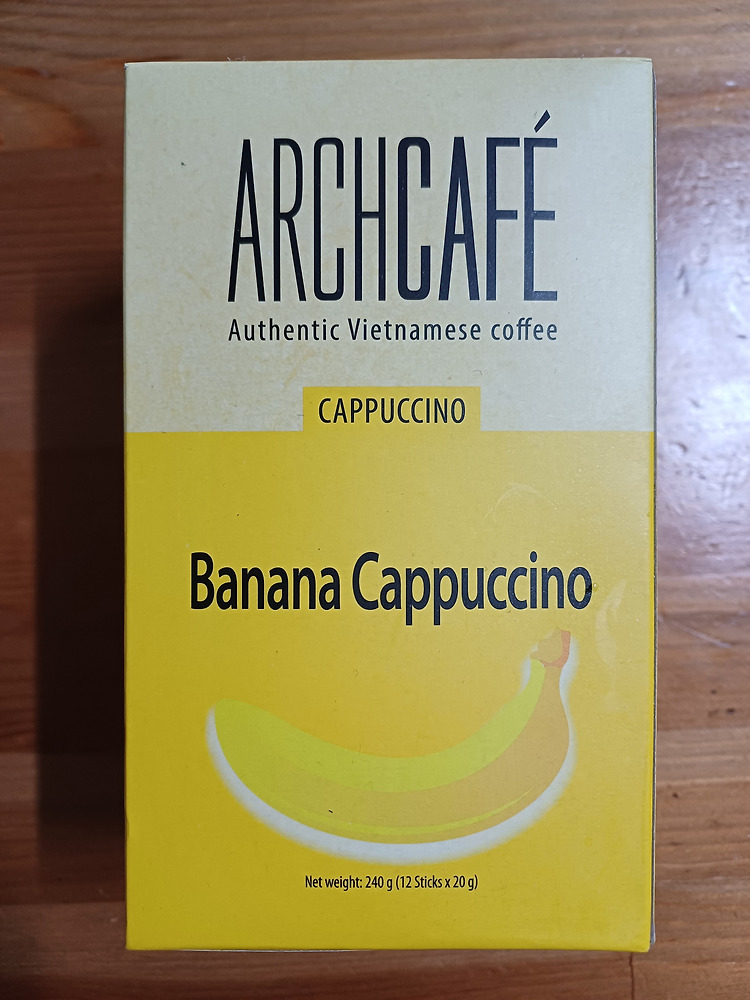 ARCHCAFÉ
Authentic Vietnamese coffee
CAPPUCCINO
Banana Cappuccino
Net weight: 240 g (12 Sticks x 20 g)